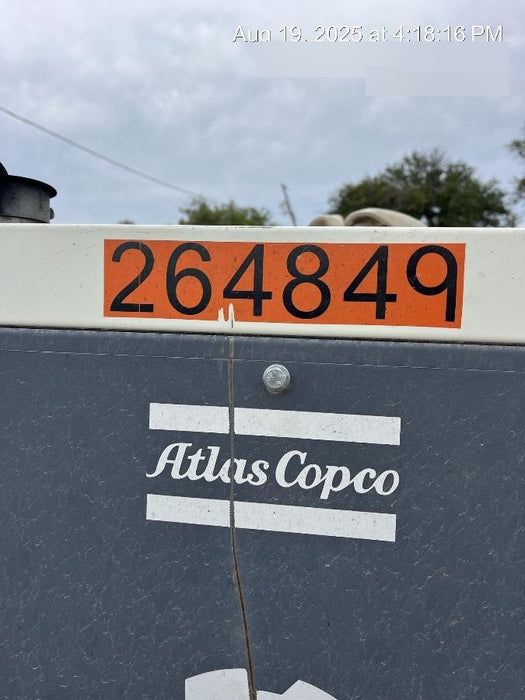 Aug 19, 2025 at 4:18:16 PM
264849
Atlas Copco